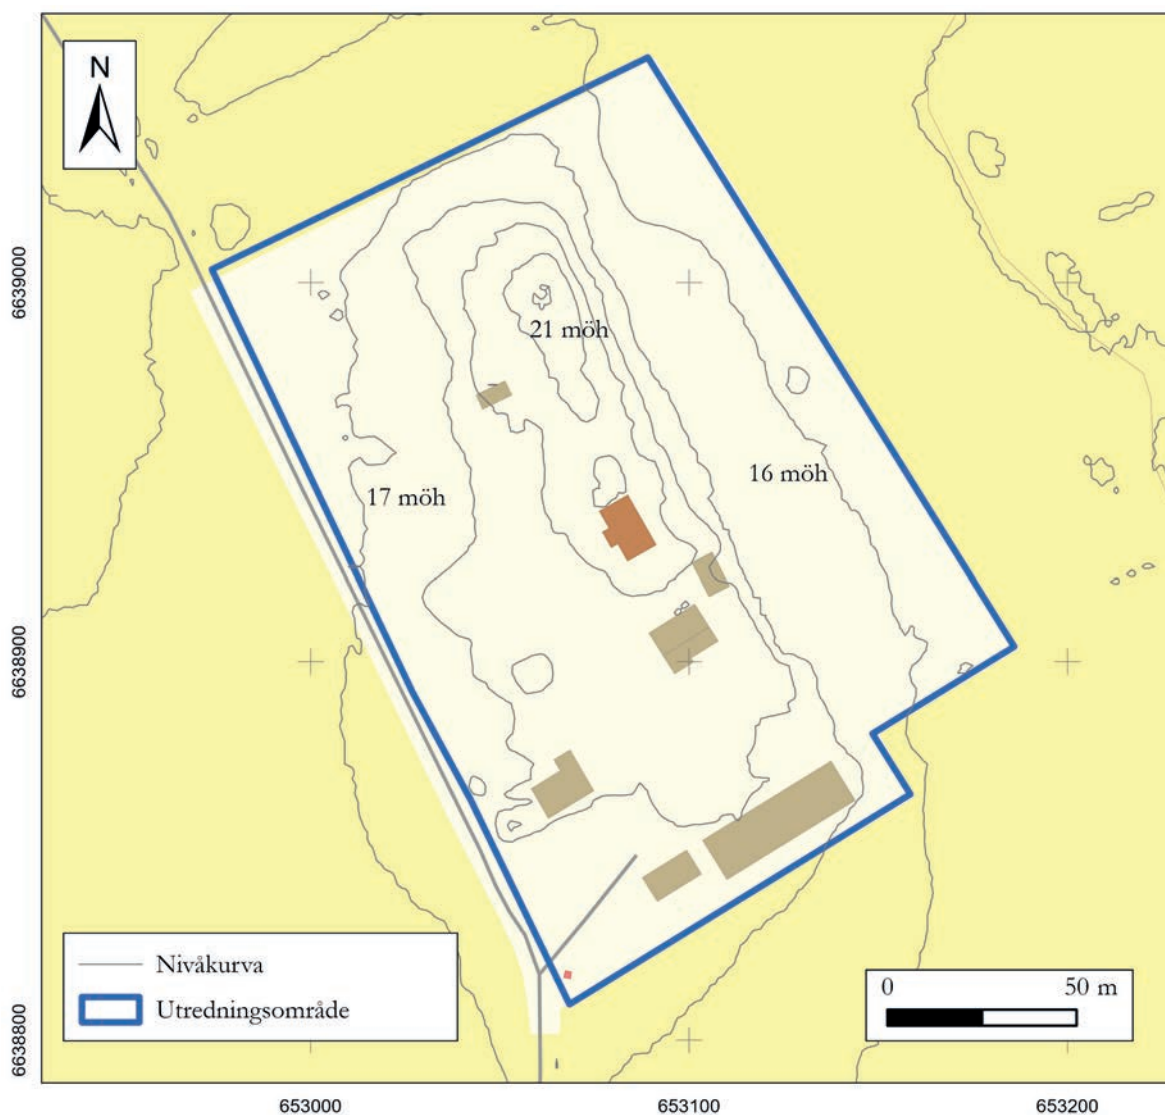 N
6639000
21 möh
17 möh
16 möh
6638900
Nivåkurva
Utredningsområde
0 50 m
6638800
653000 653100 653200